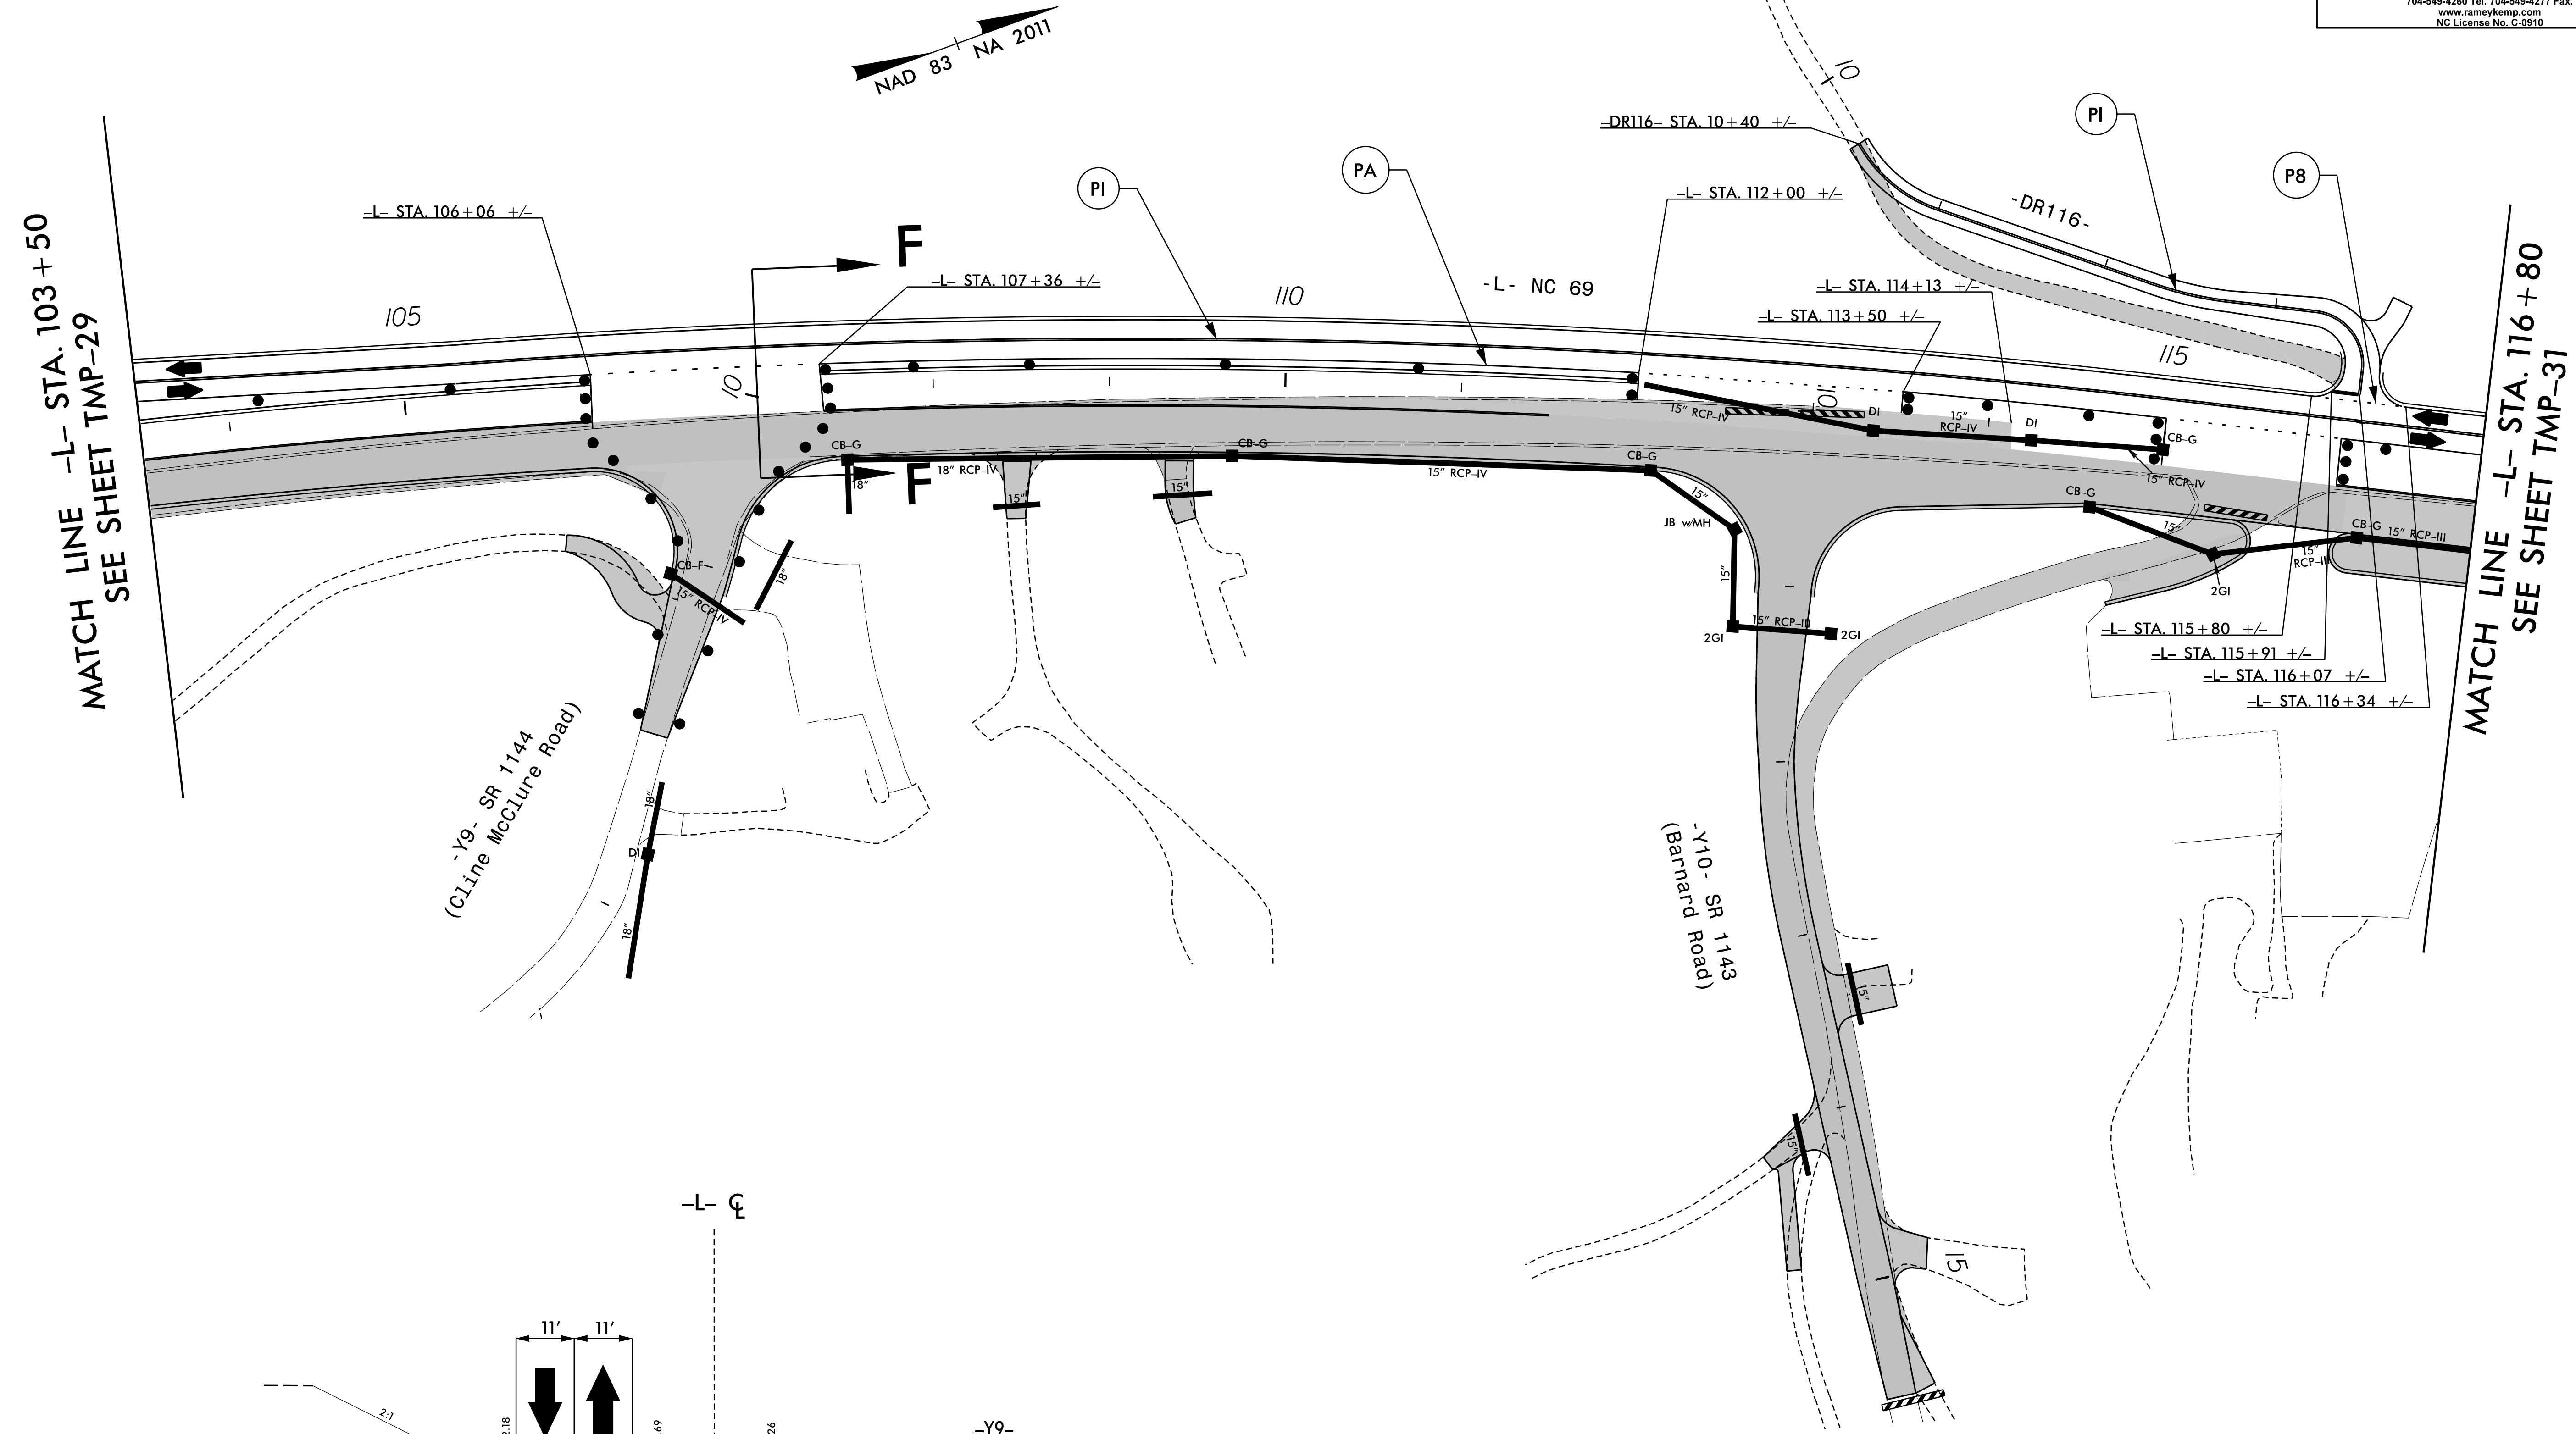 704-549-4260 Tel. 704-549-4277 Fax.
www.rameykemp.com
NC License No. C-0910
NAD 83 NA 2011
MATCH LINE –L– STA. 103+50
SEE SHEET TMP–29
–L– STA. 106+06 +/–
105
F
–L– STA. 107+36 +/–
10
F
PI
PA
110
-L- NC 69
–L– STA. 112+00 +/–
–DR116– STA. 10+40 +/–
10
-DR116-
PI
P8
–L– STA. 114+13 +/–
–L– STA. 113+50 +/–
115
MATCH LINE –L– STA. 116+80
SEE SHEET TMP–31
10
15" RCP–IV
DI
15"
RCP–IV
DI
CB–G
15" RCP–IV
CB–G
18"
18" RCP–IV
CB–G
15" RCP–IV
CB–G
15"
15"
15"
JB w/MH
15"
15" RCP–III
2GI
2GI
CB–G
15"
2GI
15"
RCP–III
CB–G
15" RCP–III
CB–F
15" RCP–IV
18"
–L– STA. 115+80 +/–
–L– STA. 115+91 +/–
–L– STA. 116+07 +/–
–L– STA. 116+34 +/–
-Y9- SR 1144
(Cline McClure Road)
18"
DI
18"
-Y10- SR 1143
(Barnard Road)
15"
15"
15
–L– ℄
11' 11'
2:1
–Y9–